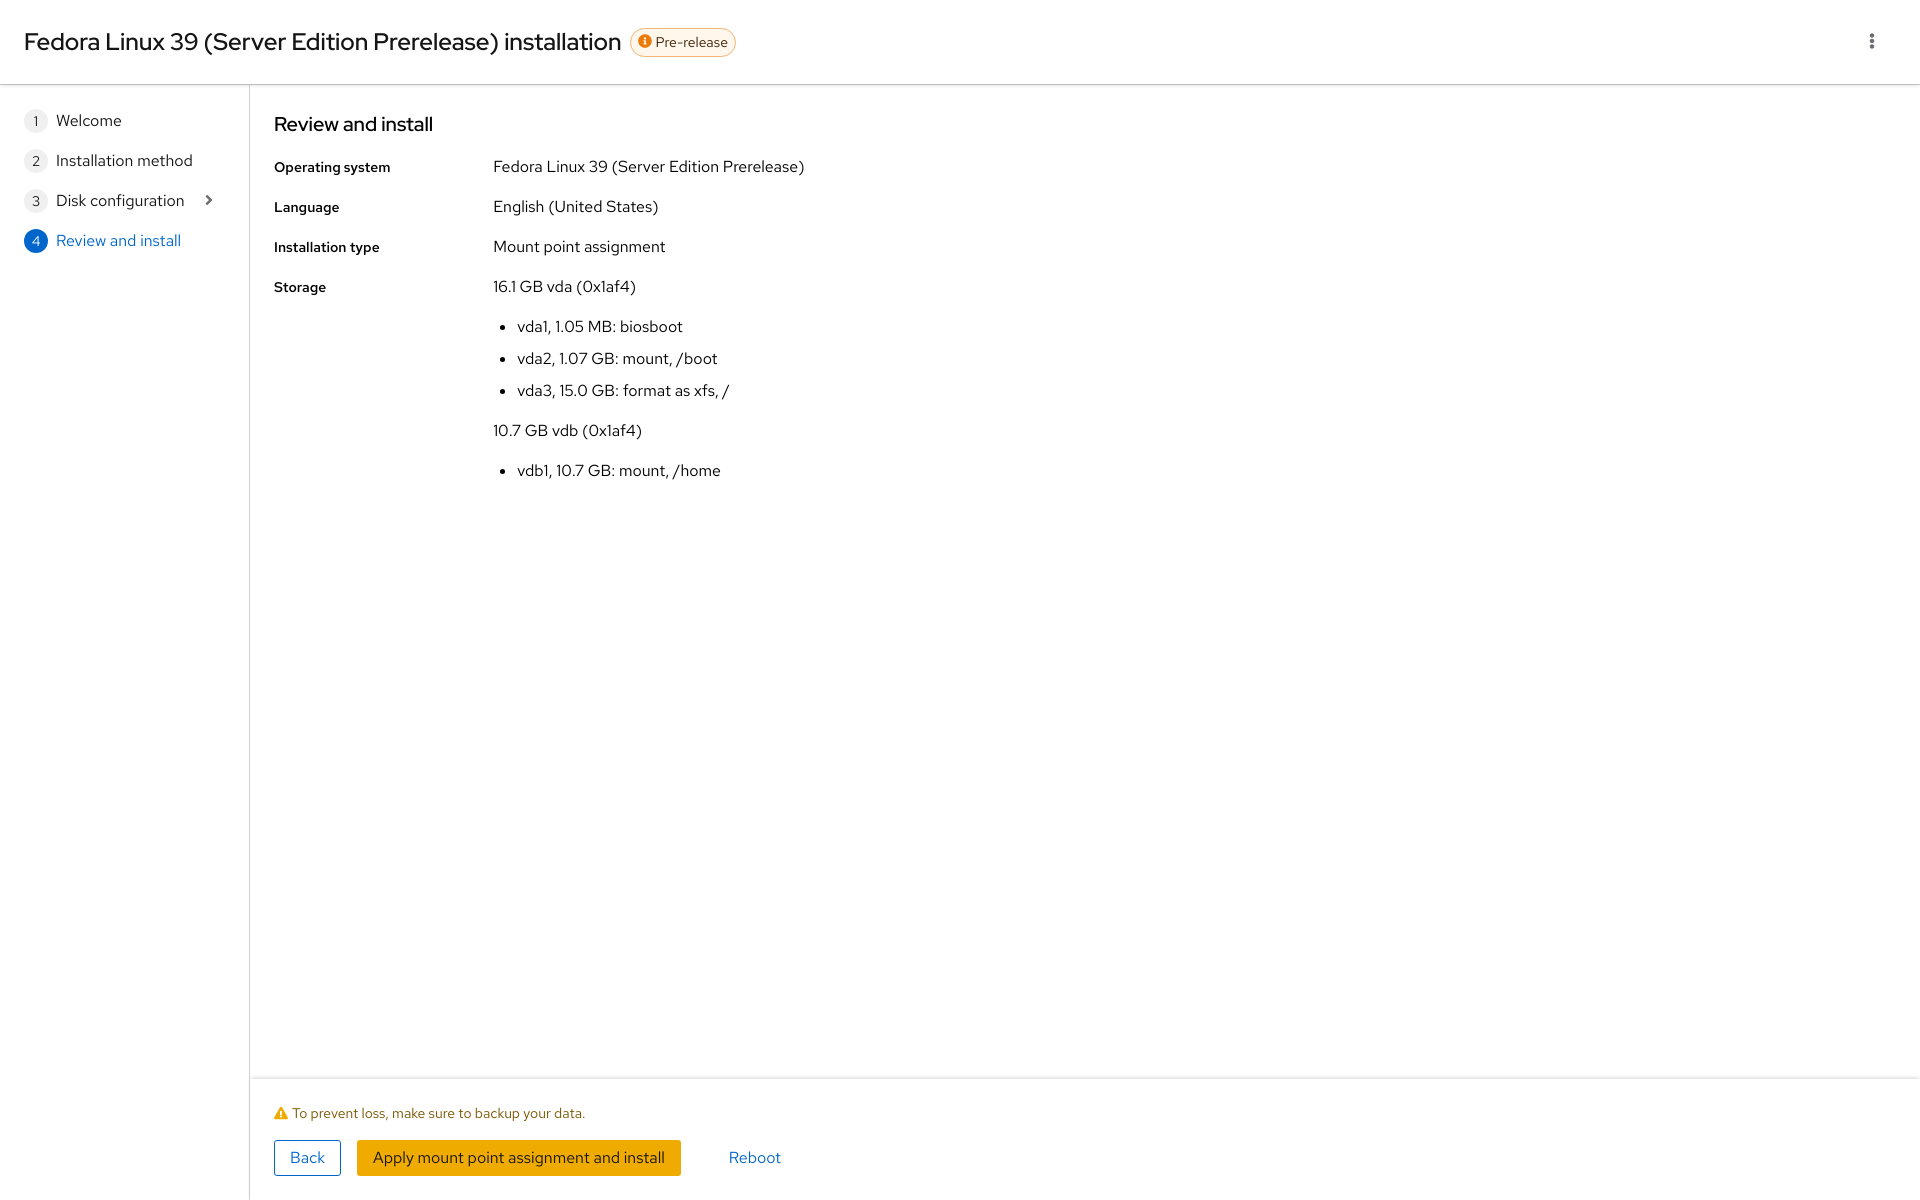 Fedora Linux 39 (Server Edition Prerelease) installation Pre-release
1 Welcome
2 Installation method
3 Disk configuration
4 Review and install
Review and install
Operating system Fedora Linux 39 (Server Edition Prerelease)
Language English (United States)
Installation type Mount point assignment
Storage 16.1 GB vda (0x1af4)
• vda1, 1.05 MB: biosboot
• vda2, 1.07 GB: mount, /boot
• vda3, 15.0 GB: format as xfs, /
10.7 GB vdb (0x1af4)
• vdb1, 10.7 GB: mount, /home
To prevent loss, make sure to backup your data.
Back Apply mount point assignment and install Reboot